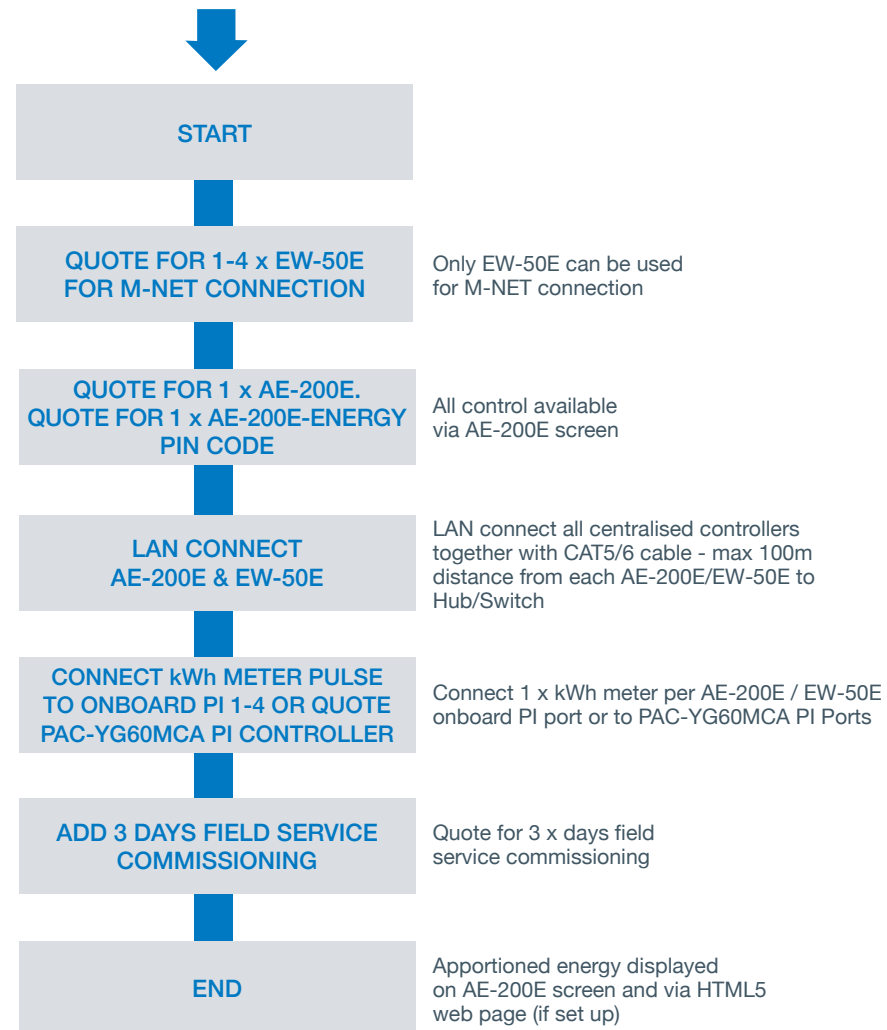 START
QUOTE FOR 1-4 x EW-50E
FOR M-NET CONNECTION
Only EW-50E can be used
for M-NET connection
QUOTE FOR 1 x AE-200E.
QUOTE FOR 1 x AE-200E-ENERGY
PIN CODE
All control available
via AE-200E screen
LAN CONNECT
AE-200E & EW-50E
LAN connect all centralised controllers
together with CAT5/6 cable - max 100m
distance from each AE-200E/EW-50E to
Hub/Switch
CONNECT kWh METER PULSE
TO ONBOARD PI 1-4 OR QUOTE
PAC-YG60MCA PI CONTROLLER
Connect 1 x kWh meter per AE-200E / EW-50E
onboard PI port or to PAC-YG60MCA PI Ports
ADD 3 DAYS FIELD SERVICE
COMMISSIONING
Quote for 3 x days field
service commissioning
END
Apportioned energy displayed
on AE-200E screen and via HTML5
web page (if set up)